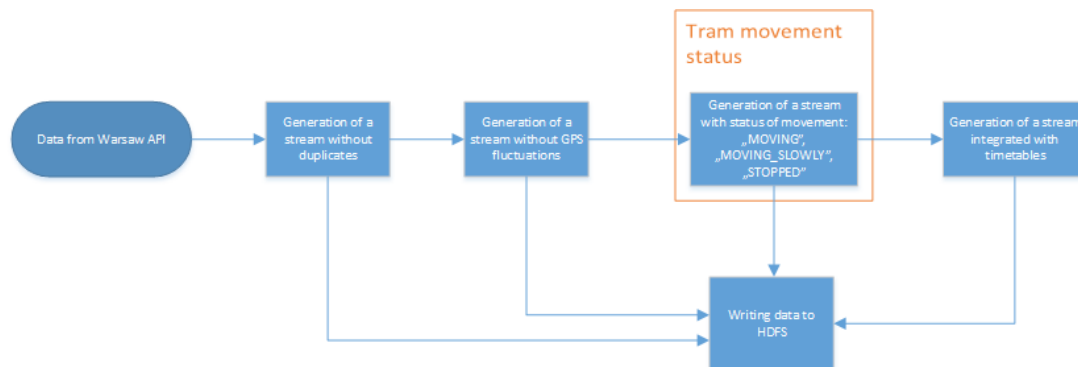 Tram movement
status
Data from Warsaw API
Generation of a
stream without
duplicates
Generation of a
stream without GPS
fluctuations
Generation of a stream
with status of movement:
„MOVING”,
„MOVING_SLOWLY”,
„STOPPED”
Generation of a stream
integrated with
timetables
Writing data to
HDFS